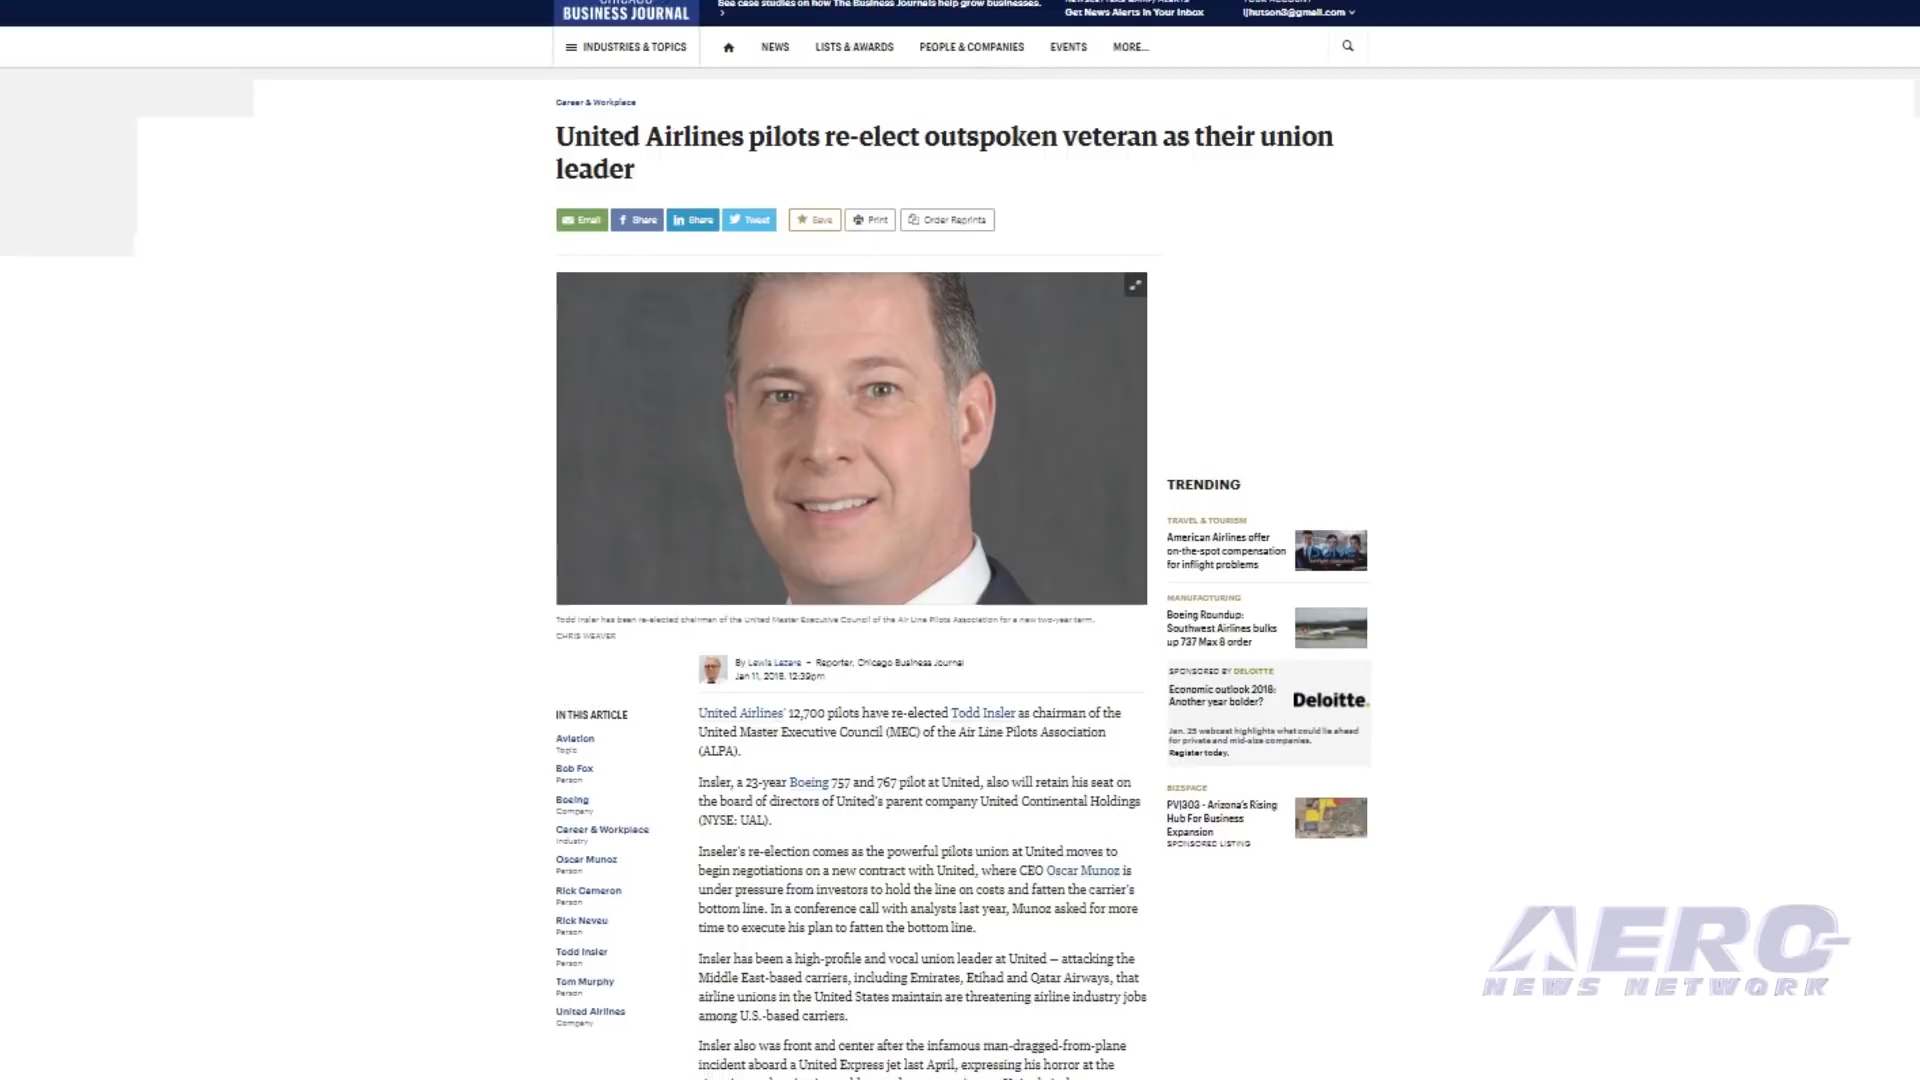 CHICAGO
BUSINESS JOURNAL
See case studies on how The Business Journals help grow businesses.
Get News Alerts in Your Inbox
YOUR ACCOUNT
ljhutson3@gmail.com
INDUSTRIES & TOPICS
NEWS
LISTS & AWARDS
PEOPLE & COMPANIES
EVENTS
MORE...
Career & Workplace
United Airlines pilots re-elect outspoken veteran as their union
leader
Email
Share
Share
Tweet
Save
Print
Order Reprints
Todd Insler has been re-elected chairman of the United Master Executive Council of the Air Line Pilots Association for a new two-year term.
CHRIS WEAVER
By Lewis Lazare – Reporter, Chicago Business Journal
Jan 11, 2018, 12:39pm
IN THIS ARTICLE
Aviation
Topic
Bob Fox
Person
Boeing
Company
Career & Workplace
Industry
Oscar Munoz
Person
Rick Cameron
Person
Rick Neveu
Person
Todd Insler
Person
Tom Murphy
Person
United Airlines
Company
United Airlines' 12,700 pilots have re-elected Todd Insler as chairman of the
United Master Executive Council (MEC) of the Air Line Pilots Association
(ALPA).
Insler, a 23-year Boeing 757 and 767 pilot at United, also will retain his seat on
the board of directors of United's parent company United Continental Holdings
(NYSE: UAL).
Inseler's re-election comes as the powerful pilots union at United moves to
begin negotiations on a new contract with United, where CEO Oscar Munoz is
under pressure from investors to hold the line on costs and fatten the carrier's
bottom line. In a conference call with analysts last year, Munoz asked for more
time to execute his plan to fatten the bottom line.
Insler has been a high-profile and vocal union leader at United — attacking the
Middle East-based carriers, including Emirates, Etihad and Qatar Airways, that
airline unions in the United States maintain are threatening airline industry jobs
among U.S.-based carriers.
Insler also was front and center after the infamous man-dragged-from-plane
incident aboard a United Express jet last April, expressing his horror at the
TRENDING
TRAVEL & TOURISM
American Airlines offer
on-the-spot compensation
for inflight problems
MANUFACTURING
Boeing Roundup:
Southwest Airlines bulks
up 737 Max 8 order
SPONSORED BY DELOITTE
Economic outlook 2018:
Another year bolder?
Deloitte.
Jan. 23 webcast highlights what could lie ahead
for private and mid-size companies.
Register today.
BIZSPACE
PV|303 - Arizona's Rising
Hub For Business
Expansion
SPONSORED LISTING
AERO
NEWS NETWORK